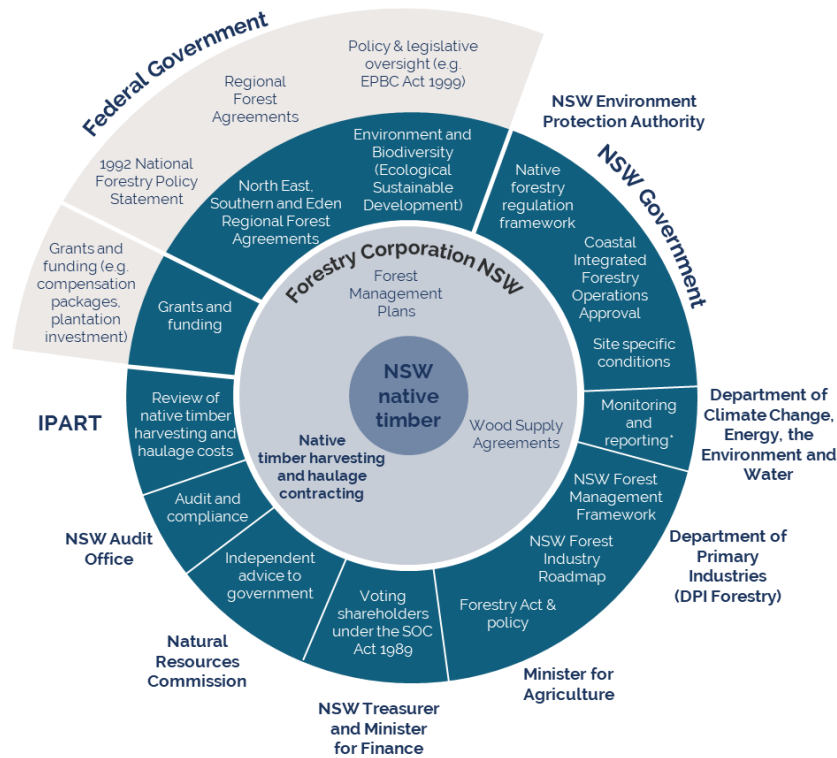 Federal Government
Policy & legislative
oversight (e.g.
EPBC Act 1999)
Regional
Forest
Agreements
1992 National
Forestry Policy
Statement
Grants and
funding (e.g.
compensation
packages,
plantation
investment)
NSW Environment
Protection Authority
NSW Government
Environment and
Biodiversity
(Ecological
Sustainable
Development)
North East,
Southern and Eden
Regional Forest
Agreements
Grants and
funding
Native
forestry
regulation
framework
Coastal
Integrated
Forestry
Operations
Approval
Site specific
conditions
Monitoring
and
reporting*
Department of
Climate Change,
Energy, the
Environment and
Water
NSW Forest
Management
Framework
NSW Forest
Industry
Roadmap
Forestry Act &
policy
Department of
Primary
Industries
(DPI Forestry)
Minister for
Agriculture
Voting
shareholders
under the SOC
Act 1989
NSW Treasurer
and Minister
for Finance
Independent
advice to
government
Natural
Resources
Commission
Audit and
compliance
NSW Audit
Office
Review of
native timber
harvesting and
haulage costs
IPART
Forestry Corporation NSW
Forest
Management
Plans
NSW
native
timber
Wood Supply
Agreements
Native
timber harvesting
and haulage
contracting